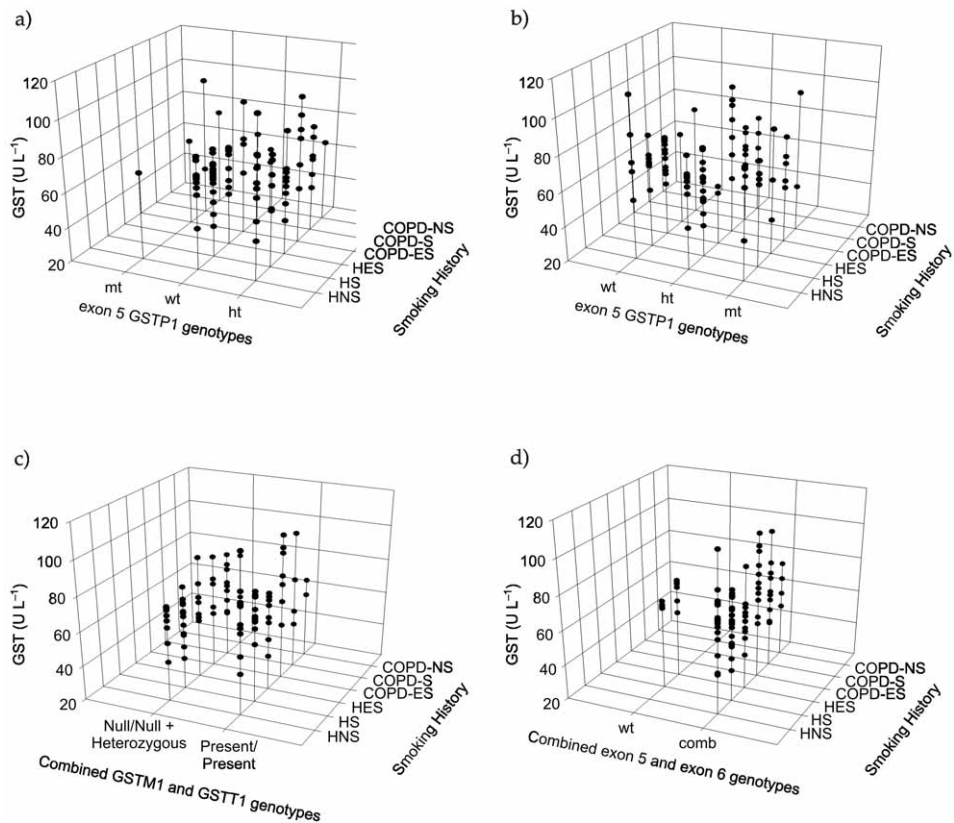 a)
120
100
80
60
40
20
GST (U L⁻¹)
mt
wt
ht
exon 5 GSTP1 genotypes
COPD-NS
COPD-S
COPD-ES
HES
HS
HNS
Smoking History
b)
120
100
80
60
40
20
GST (U L⁻¹)
wt
ht
mt
exon 5 GSTP1 genotypes
COPD-NS
COPD-S
COPD-ES
HES
HS
HNS
Smoking History
c)
120
100
80
60
40
20
GST (U L⁻¹)
Null/Null +
Heterozygous
Present/
Present
Combined GSTM1 and GSTT1 genotypes
COPD-NS
COPD-S
COPD-ES
HES
HS
HNS
Smoking History
d)
120
100
80
60
40
20
GST (U L⁻¹)
wt
comb
Combined exon 5 and exon 6 genotypes
COPD-NS
COPD-S
COPD-ES
HES
HS
HNS
Smoking History